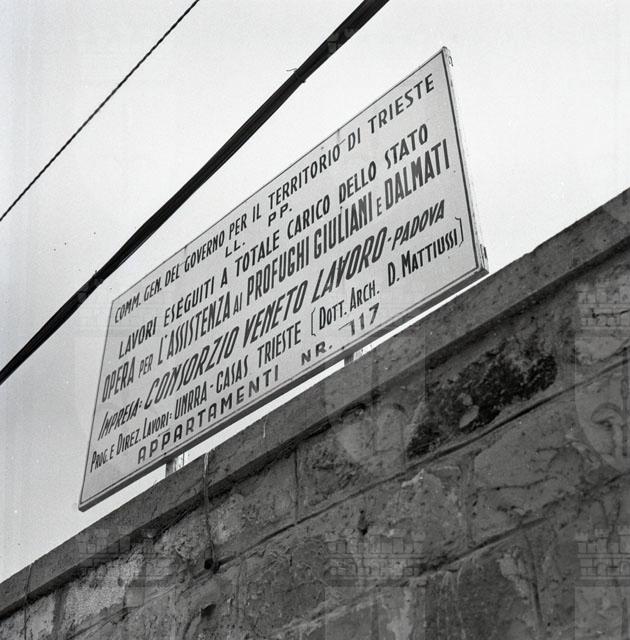 COMM. GEN. DEL GOVERNO PER IL TERRITORIO DI TRIESTE
LL. PP.
LAVORI ESEGUITI A TOTALE CARICO DELLO STATO
OPERA PER L'ASSISTENZA AI PROFUGHI GIULIANI E DALMATI
IMPRESA: CONSORZIO VENETO LAVORO - PADOVA
PROG. E DIREZ. LAVORI: UNRRA - CASAS TRIESTE (DOTT. ARCH. D. MATTIUSSI)
APPARTAMENTI NR. 117